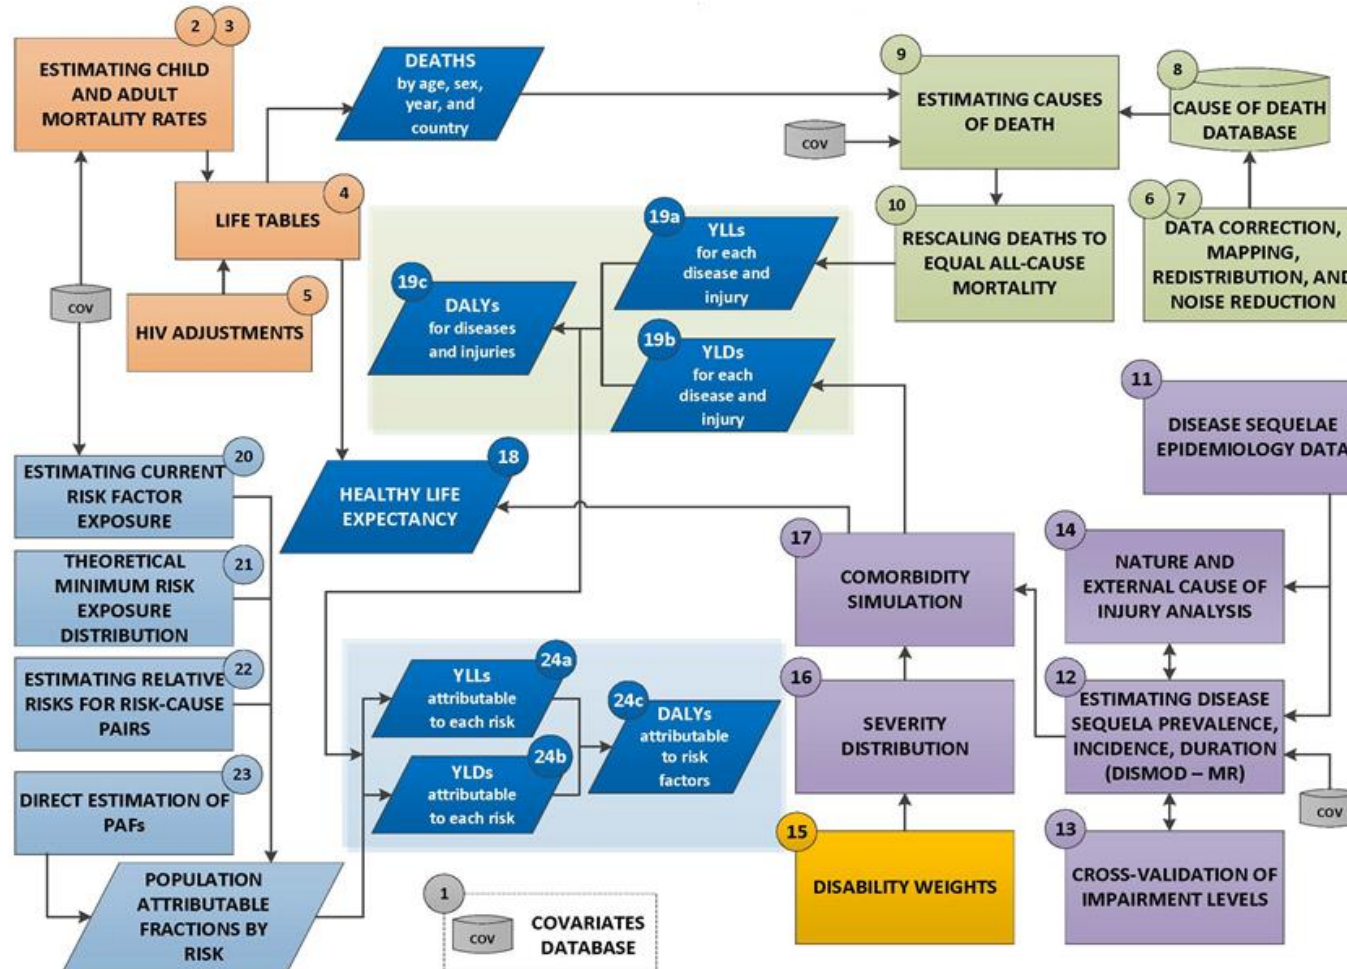 2
3
ESTIMATING CHILD
AND ADULT
MORTALITY RATES
DEATHS
by age, sex,
year, and
country
9
ESTIMATING CAUSES
OF DEATH
8
CAUSE OF DEATH
DATABASE
COV
4
LIFE TABLES
5
HIV ADJUSTMENTS
COV
10
RESCALING DEATHS TO
EQUAL ALL-CAUSE
MORTALITY
6
7
DATA CORRECTION,
MAPPING,
REDISTRIBUTION, AND
NOISE REDUCTION
19a
YLLs
for each
disease and
injury
19c
DALYs
for diseases
and injuries
19b
YLDs
for each
disease and
injury
11
DISEASE SEQUELAE
EPIDEMIOLOGY DATA
18
HEALTHY LIFE
EXPECTANCY
20
ESTIMATING CURRENT
RISK FACTOR
EXPOSURE
21
THEORETICAL
MINIMUM RISK
EXPOSURE
DISTRIBUTION
22
ESTIMATING RELATIVE
RISKS FOR RISK-CAUSE
PAIRS
23
DIRECT ESTIMATION OF
PAFs
POPULATION
ATTRIBUTABLE
FRACTIONS BY
RISK
17
COMORBIDITY
SIMULATION
14
NATURE AND
EXTERNAL CAUSE OF
INJURY ANALYSIS
16
SEVERITY
DISTRIBUTION
12
ESTIMATING DISEASE
SEQUELA PREVALENCE,
INCIDENCE, DURATION
(DISMOD – MR)
COV
15
DISABILITY WEIGHTS
13
CROSS-VALIDATION OF
IMPAIRMENT LEVELS
24a
YLLs
attributable
to each risk
24b
YLDs
attributable
to each risk
24c
DALYs
attributable
to risk
factors
1
COV
COVARIATES
DATABASE